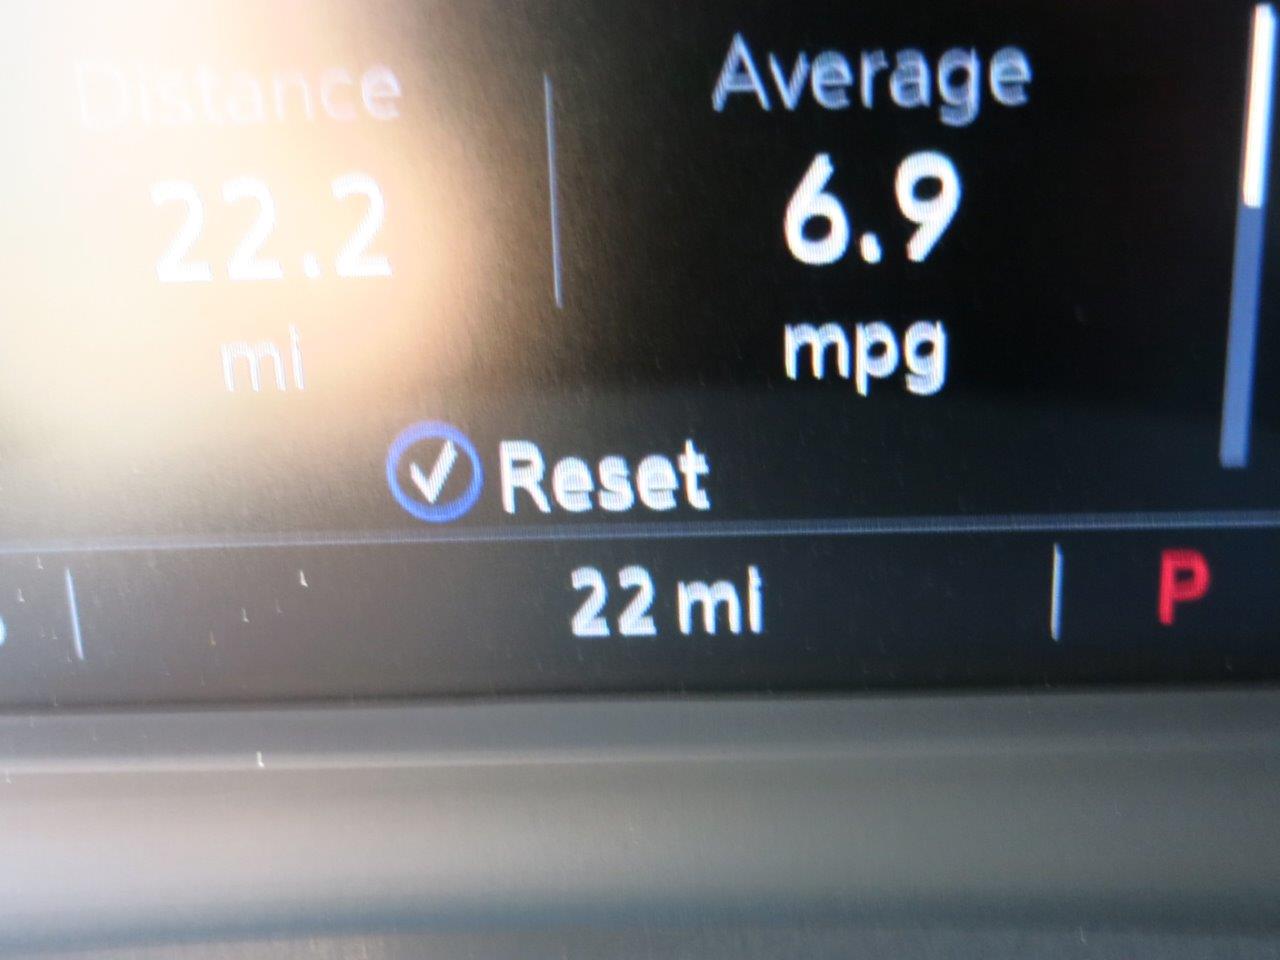 Distance Average
22.2 6.9
mi mpg
Reset
22 mi P